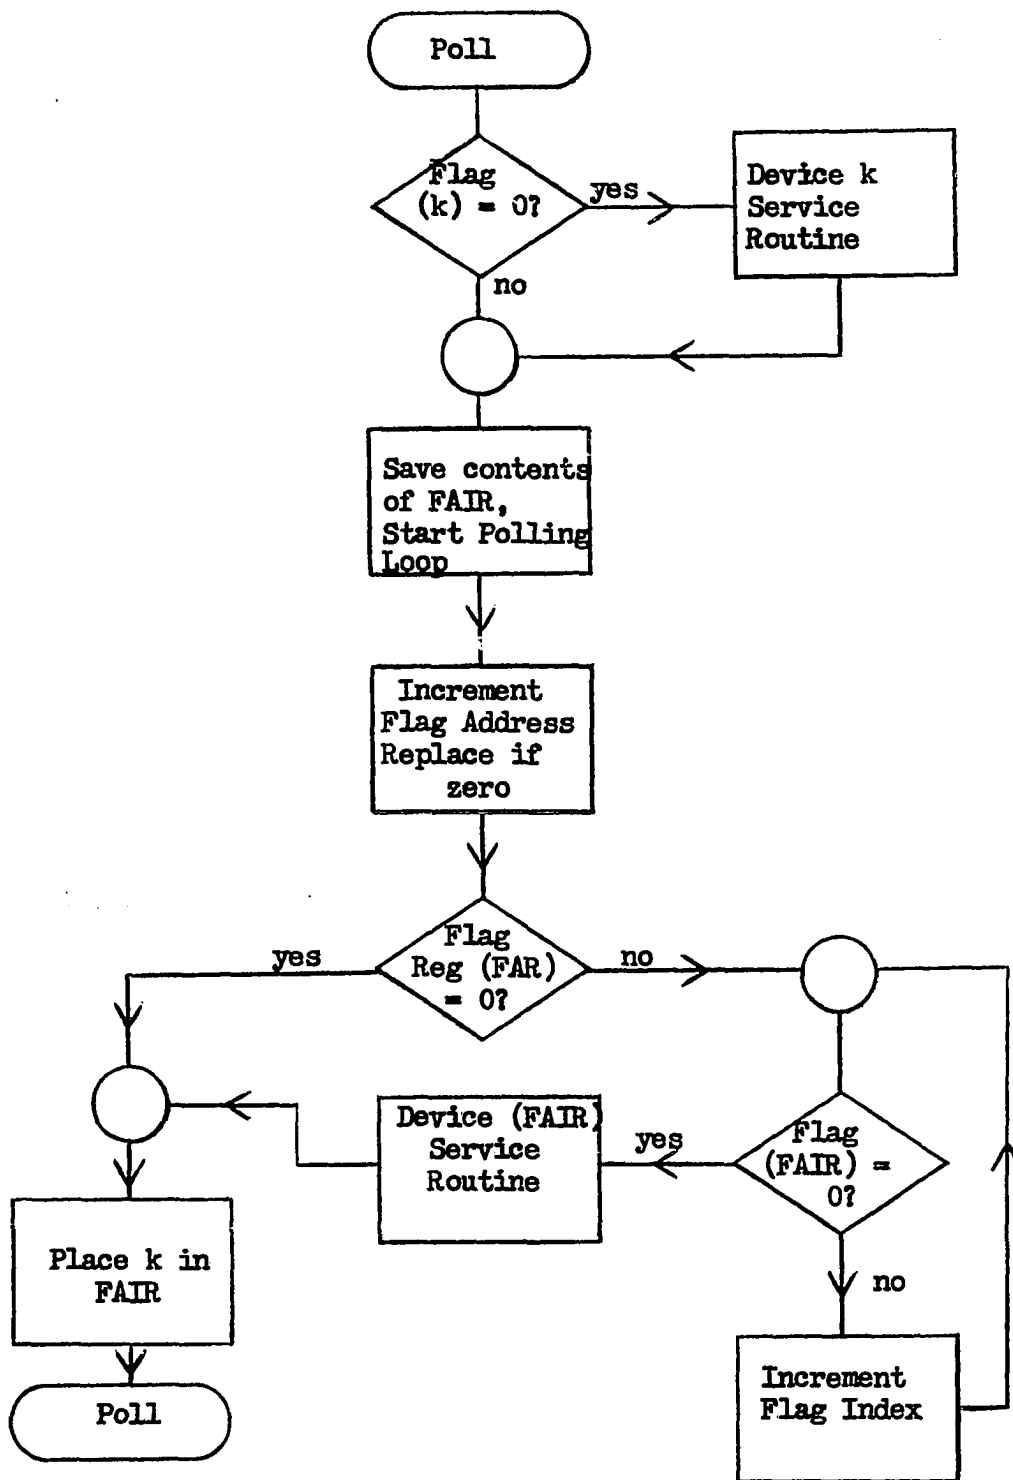 Poll
Flag
(k) = 0?
yes
Device k
Service
Routine
no
Save contents
of FAIR,
Start Polling
Loop
Increment
Flag Address
Replace if
zero
Flag
Reg (FAR)
= 0?
yes
no
Device (FAIR)
Service
Routine
yes
Flag
(FAIR) =
0?
Place k in
FAIR
no
Increment
Flag Index
Poll